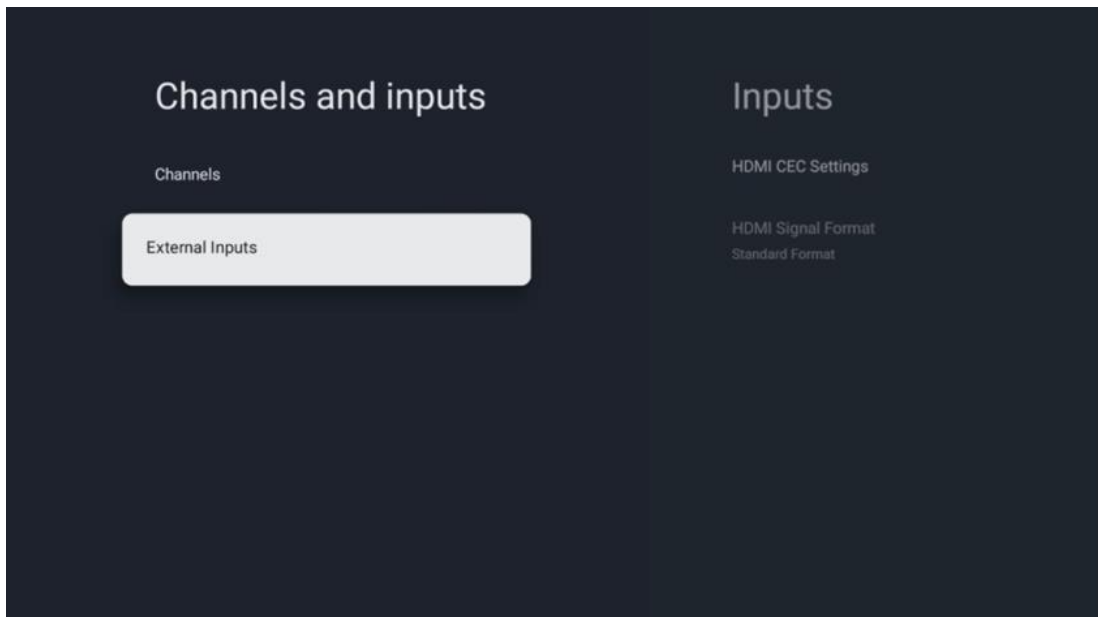 Channels and inputs
Channels
External Inputs
Inputs
HDMI CEC Settings
HDMI Signal Format
Standard Format